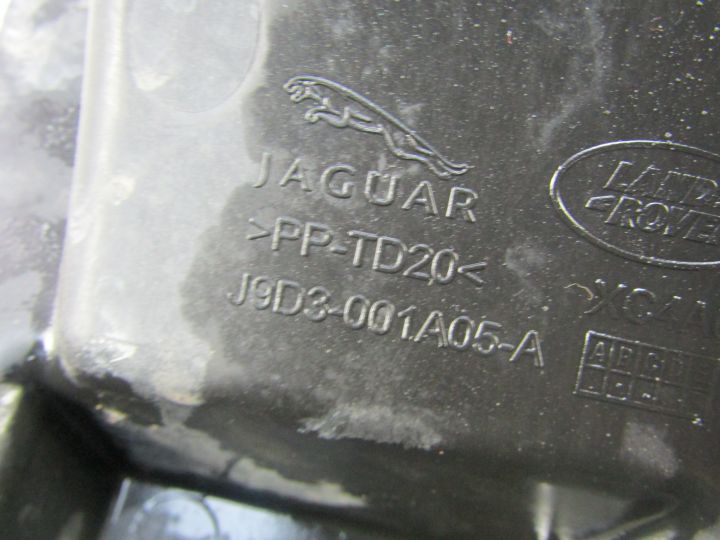 JAGUAR
>PP-TD20<
J9D3-001A05-A
LAND
ROVER